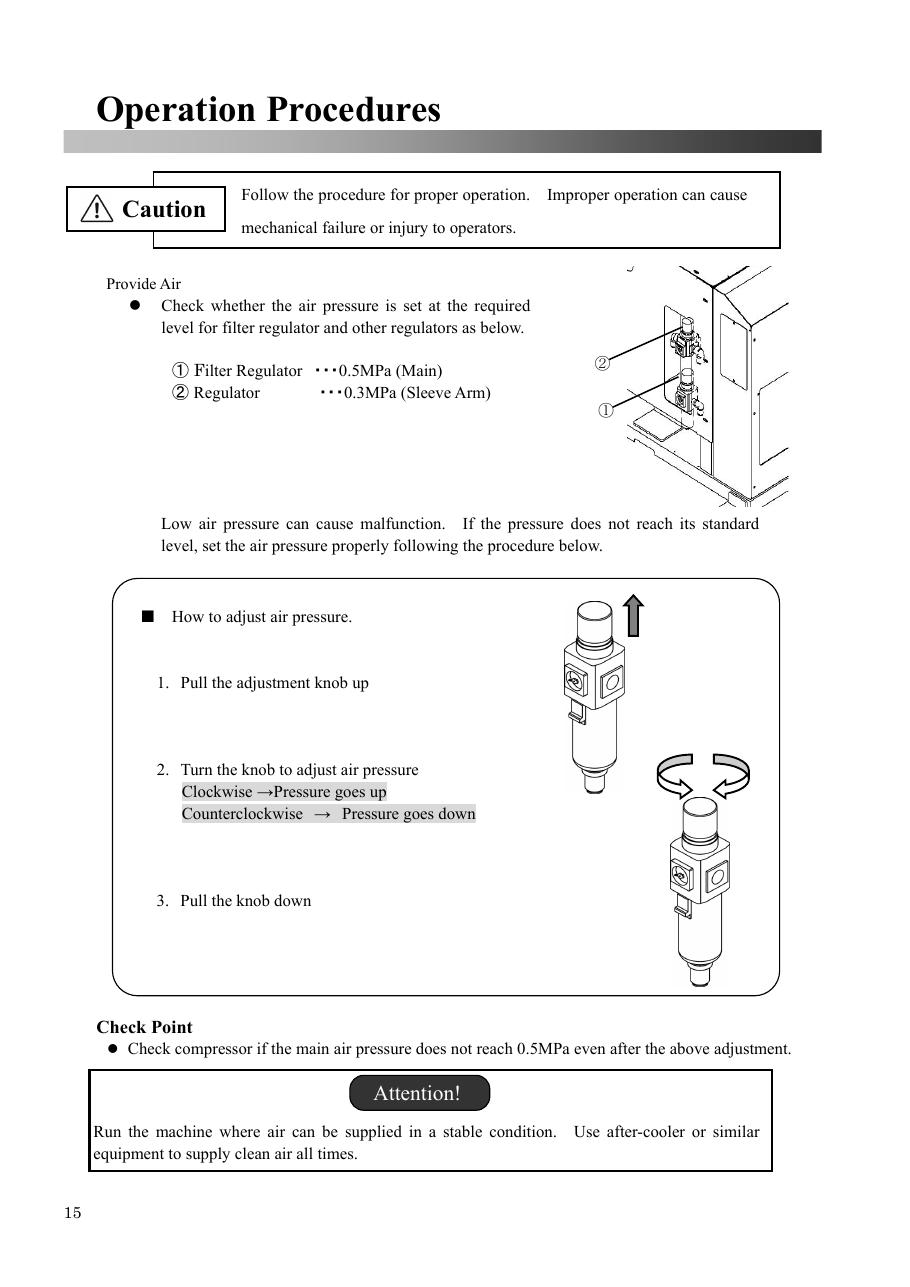 Operation Procedures
Caution
Follow the procedure for proper operation. Improper operation can cause
mechanical failure or injury to operators.
Provide Air
● Check whether the air pressure is set at the required
level for filter regulator and other regulators as below.
① Filter Regulator ･･･0.5MPa (Main)
② Regulator ･･･0.3MPa (Sleeve Arm)
②
①
Low air pressure can cause malfunction. If the pressure does not reach its standard
level, set the air pressure properly following the procedure below.
■ How to adjust air pressure.
1. Pull the adjustment knob up
2. Turn the knob to adjust air pressure
Clockwise →Pressure goes up
Counterclockwise → Pressure goes down
3. Pull the knob down
Check Point
● Check compressor if the main air pressure does not reach 0.5MPa even after the above adjustment.
Attention!
Run the machine where air can be supplied in a stable condition. Use after-cooler or similar
equipment to supply clean air all times.
15